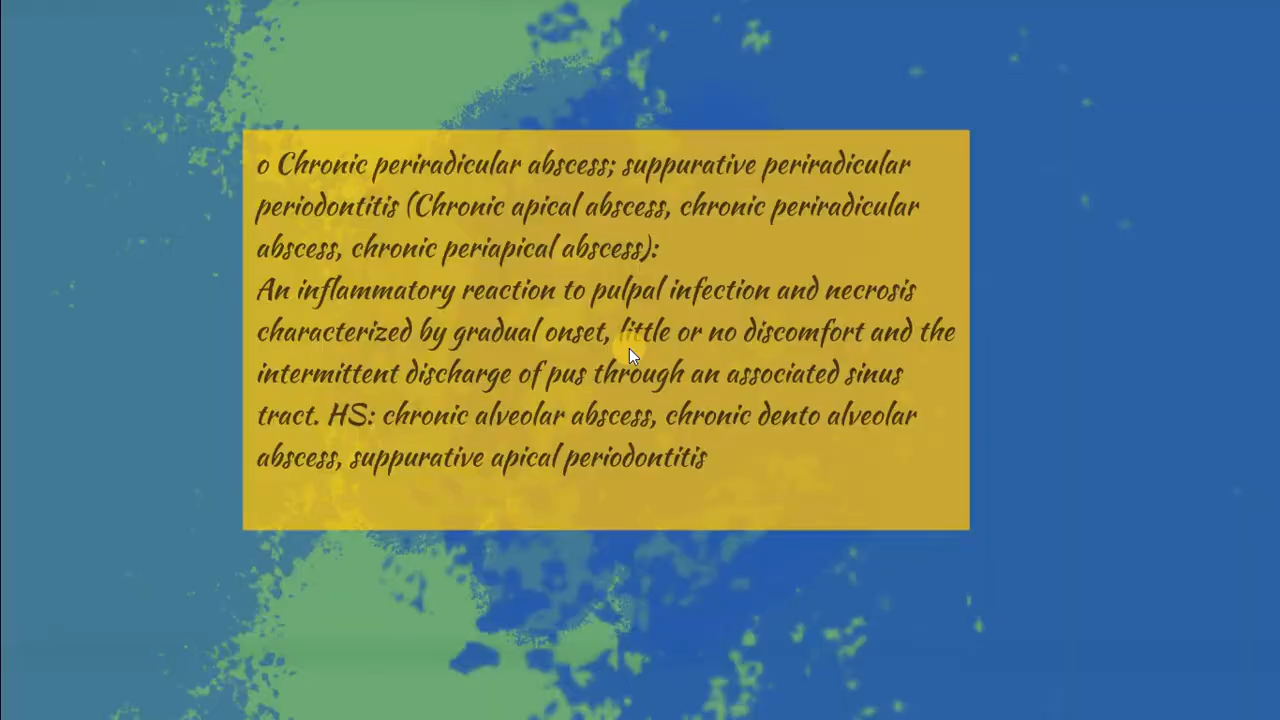 o Chronic periradicular abscess; suppurative periradicular
periodontitis (Chronic apical abscess, chronic periradicular
abscess, chronic periapical abscess):
An inflammatory reaction to pulpal infection and necrosis
characterized by gradual onset, little or no discomfort and the
intermittent discharge of pus through an associated sinus
tract. HS: chronic alveolar abscess, chronic dento alveolar
abscess, suppurative apical periodontitis